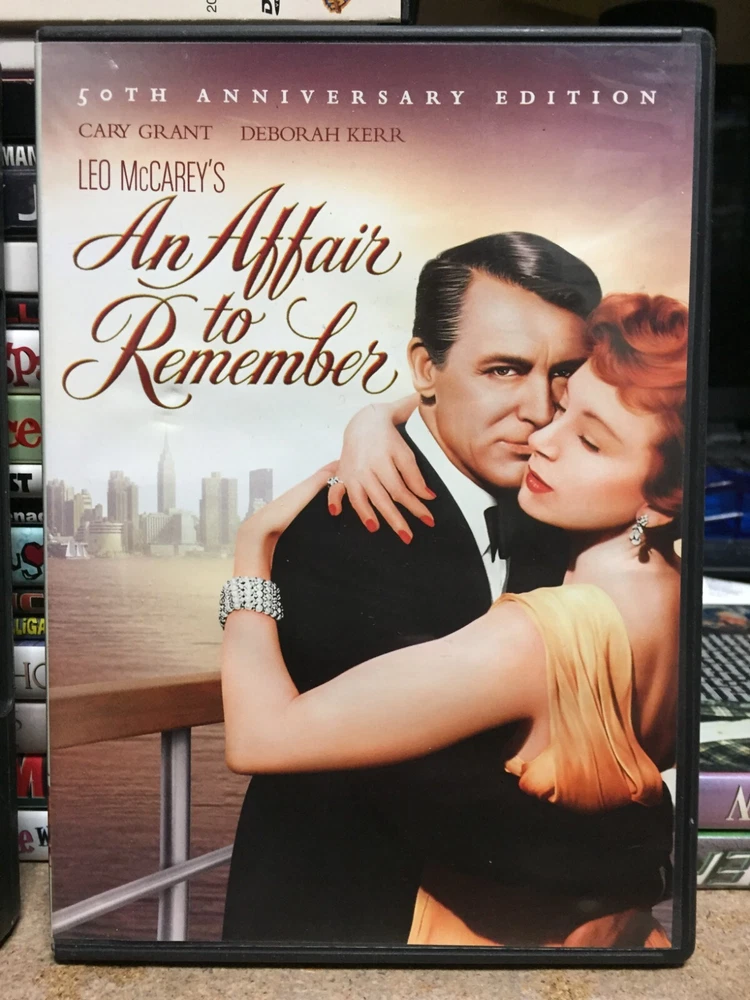 50TH ANNIVERSARY EDITION
CARY GRANT DEBORAH KERR
LEO McCAREY'S
An Affair
to
Remember